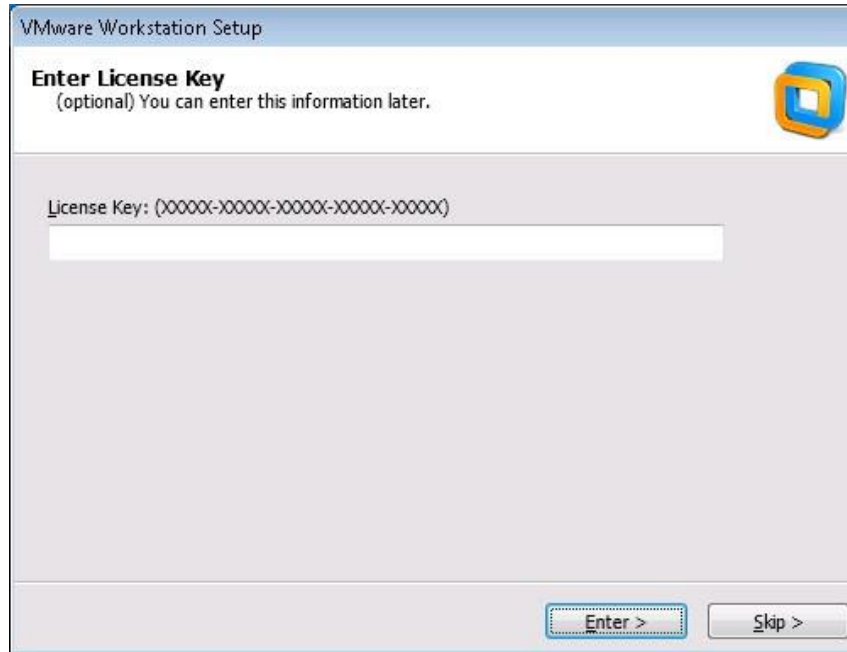 VMware Workstation Setup
Enter License Key
(optional) You can enter this information later.
License Key: (XXXXX-XXXXX-XXXXX-XXXXX-XXXXX)
Enter >
Skip >